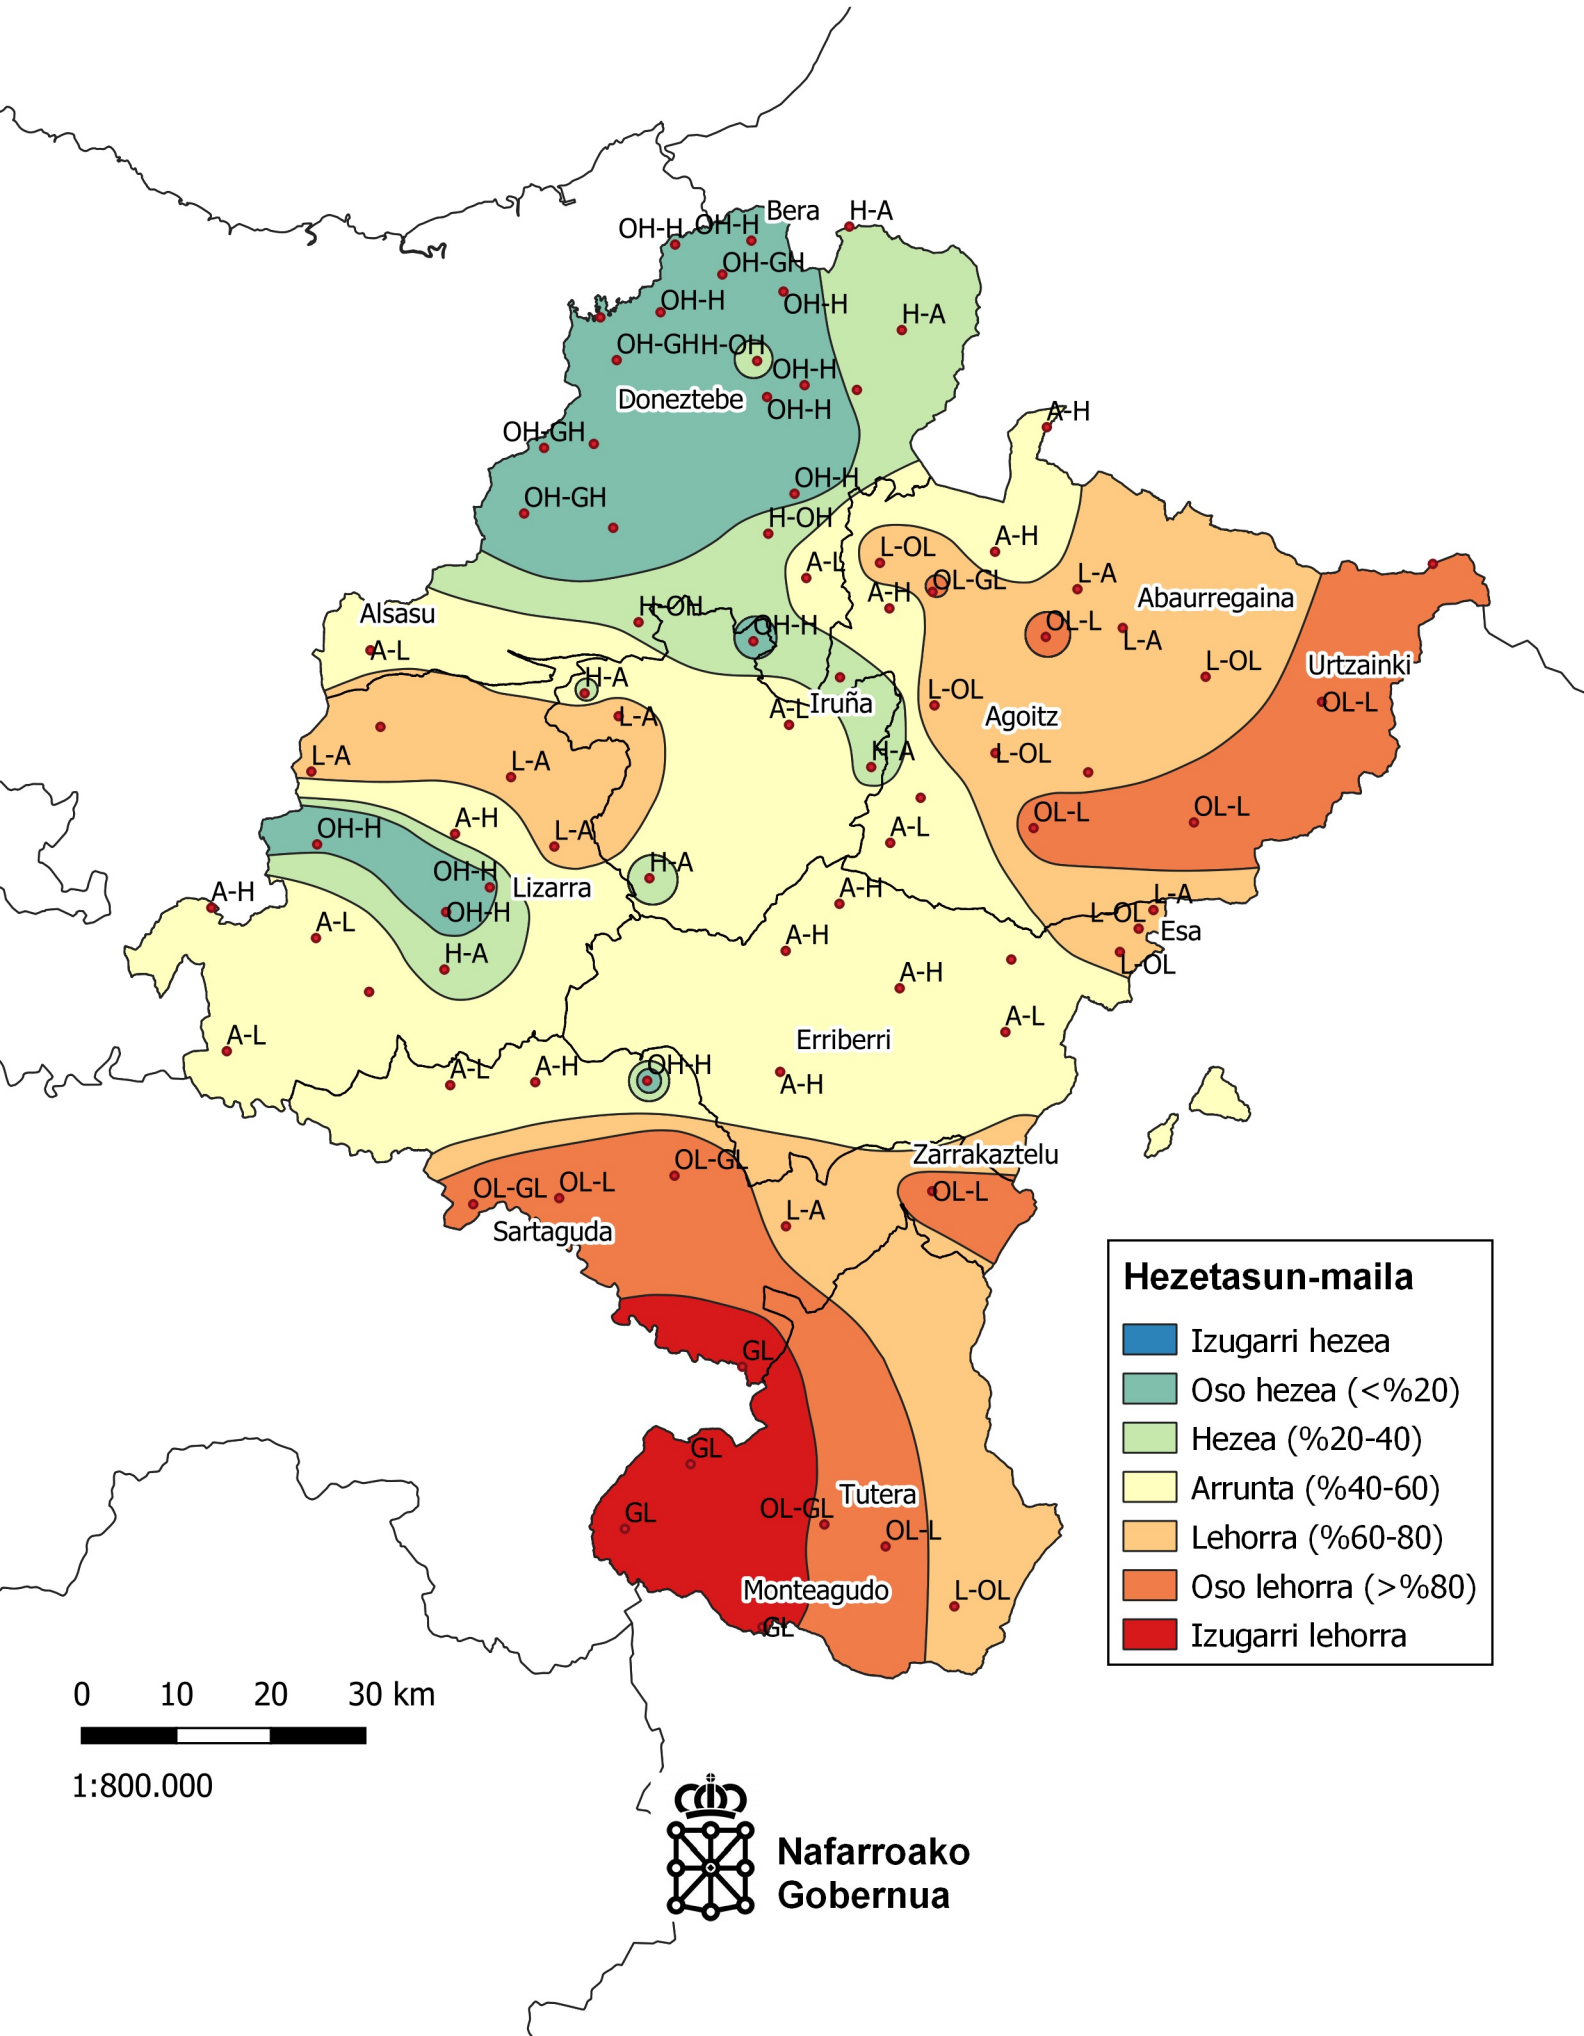 Bera
H-A
OH-H
OH-H
OH-GH
OH-H
OH-H
H-A
OH-GH
H-OH
OH-H
Doneztebe
OH-H
A-H
OH-GH
OH-H
OH-GH
H-OH
A-H
L-OL
A-L
L-A
OL-GL
A-H
Abaurregaina
Alsasu
H-OH
OH-H
OL-L
L-A
A-L
L-OL
Urtzainki
H-A
L-OL
OL-L
Iruña
A-L
L-A
Agoitz
H-A
L-OL
L-A
L-A
OL-L
OL-L
A-H
OH-H
L-A
A-L
H-A
OH-H
Lizarra
A-H
A-H
L-A
OH-H
L-OL
A-L
Esa
A-H
H-A
L-OL
A-H
A-L
A-L
Erriberri
A-L
A-H
OH-H
A-H
Zarrakaztelu
OL-GL
OL-GL
OL-L
OL-L
L-A
Sartaguda
GL
GL
Tutera
GL
OL-GL
OL-L
Monteagudo
L-OL
GL
Hezetasun-maila
Izugarri hezea
Oso hezea (<%20)
Hezea (%20-40)
Arrunta (%40-60)
Lehorra (%60-80)
Oso lehorra (>%80)
Izugarri lehorra
0 10 20 30 km
1:800.000
Nafarroako
Gobernua